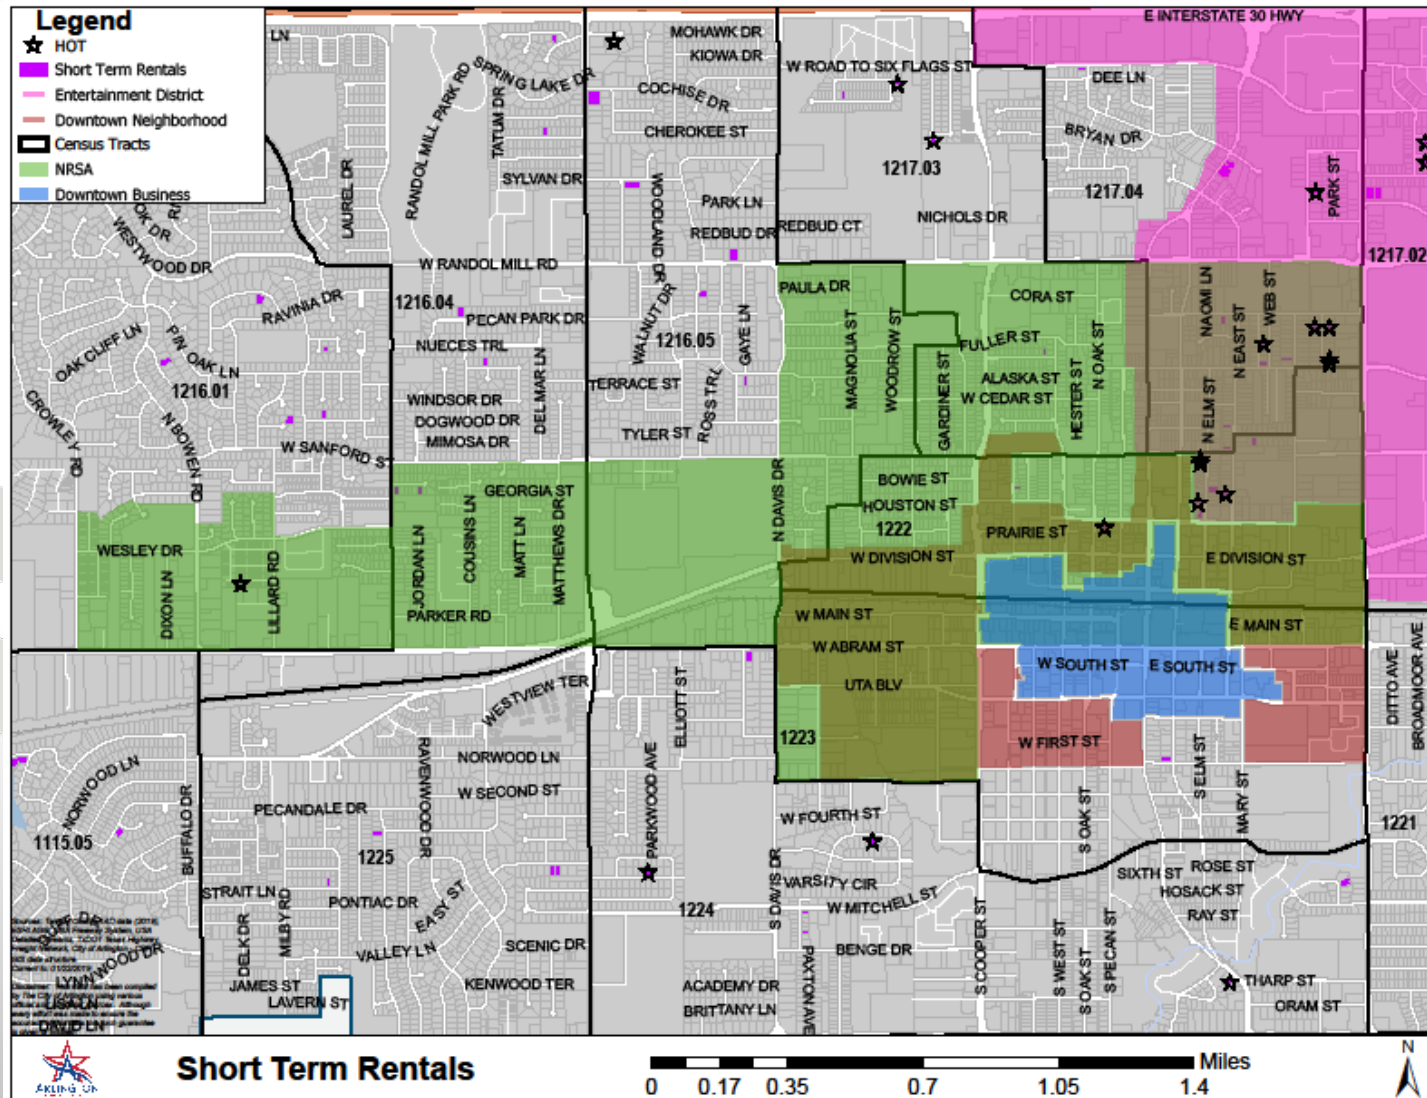 Legend
HOT
Short Term Rentals
Entertainment District
Downtown Neighborhood
Census Tracts
NRSA
Downtown Business
LN
MOHAWK DR
KIOWA DR
E INTERSTATE 30 HWY
SPRING LAKE DR
W ROAD TO SIX FLAGS ST
DEE LN
COCHISE DR
RANDOL MILL PARK RD
TATUM DR
CHEROKEE ST
BRYAN DR
1217.03
1217.04
LAUREL DR
SYLVAN DR
WOODLAND DR
PARK LN
PARK ST
REDBUD DR
REDBUD CT
NICHOLS DR
WESTWOOD DR
W RANDOL MILL RD
1217.02
PAULA DR
CORA ST
NAOMI LN
WEB ST
N EAST ST
RAVINIA DR
1216.04
PECAN PARK DR
WALNUT DR
1216.05
GAYE LN
MAGNOLIA ST
WOODROW ST
FULLER ST
N OAK ST
OAK CLIFF LN
PIN OAK LN
NUECES TRL
1216.01
TERRACE ST
ROSS TRL
ALASKA ST
W CEDAR ST
HESTER ST
GARDINER ST
N ELM ST
CROWLEY RD
WINDSOR DR
DOGWOOD DR
MIMOSA DR
DEL MAR LN
TYLER ST
N BOWEN RD
W SANFORD ST
GEORGIA ST
N DAVIS DR
BOWIE ST
HOUSTON ST
1222
WESLEY DR
DIXON LN
LILLARD RD
JORDAN LN
COUSINS LN
MATT LN
MATTHEWS DR
PRAIRIE ST
W DIVISION ST
E DIVISION ST
PARKER RD
W MAIN ST
E MAIN ST
W ABRAM ST
W SOUTH ST
E SOUTH ST
UTA BLV
DITTO AVE
BROADMOOR AVE
WESTVIEW TER
ELLIOTT ST
1223
W FIRST ST
NORWOOD LN
NORWOOD LN
RAVENWOOD DR
PARKWOOD AVE
S ELM ST
MARY ST
W SECOND ST
PECANDALE DR
BUFFALO DR
W FOURTH ST
S OAK ST
1221
1115.05
1225
STRAIT LN
PONTIAC DR
EASY ST
S DAVIS DR
VARSITY CIR
W MITCHELL ST
SIXTH ST
ROSE ST
HOSACK ST
RAY ST
1224
DELK DR
MILBY RD
VALLEY LN
SCENIC DR
BENGE DR
PAXTON AVE
S COOPER ST
S WEST ST
S OAK ST
S PECAN ST
LYNNWOOD DR
JAMES ST
KENWOOD TER
ACADEMY DR
THARP ST
LISA LN
LAVERN ST
BRITTANY LN
ORAM ST
DAVID LN
ARLINGTON
Short Term Rentals
Miles
0 0.17 0.35 0.7 1.05 1.4
N